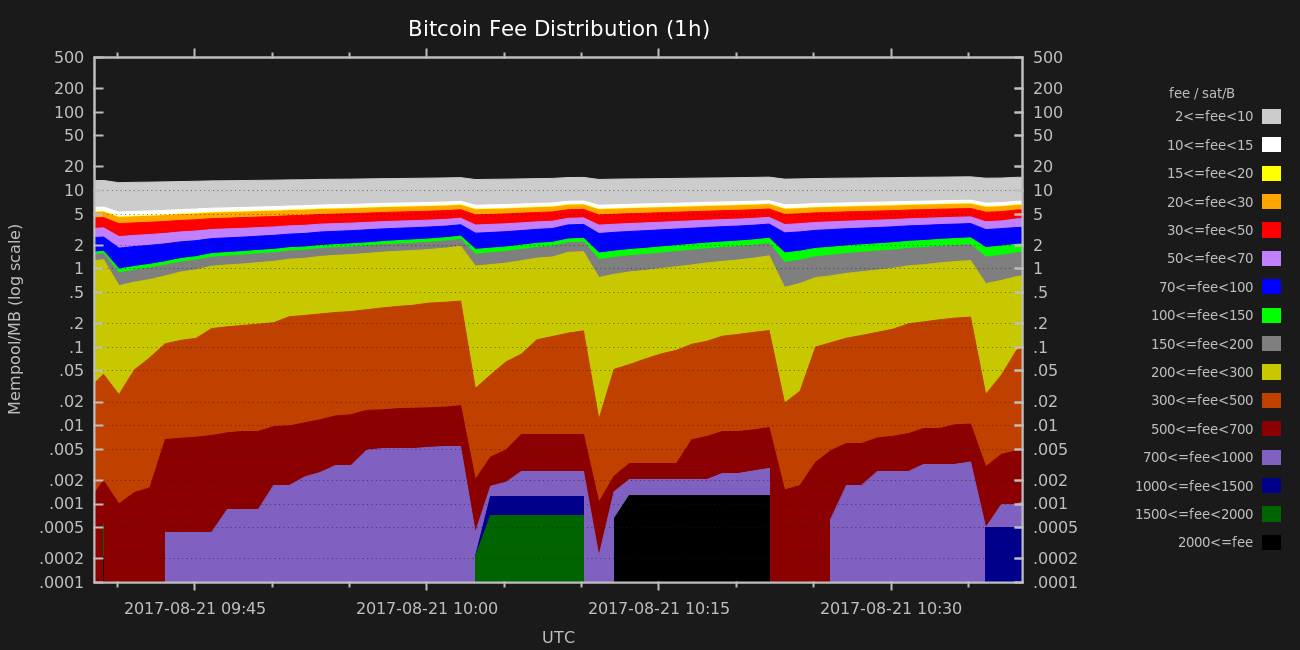 Bitcoin Fee Distribution (1h)
Mempool/MB (log scale)
500
200
100
50
20
10
5
2
1
.5
.2
.1
.05
.02
.01
.005
.002
.001
.0005
.0002
.0001
500
200
100
50
20
10
5
2
1
.5
.2
.1
.05
.02
.01
.005
.002
.001
.0005
.0002
.0001
2017-08-21 09:45
2017-08-21 10:00
2017-08-21 10:15
2017-08-21 10:30
UTC
fee / sat/B
2<=fee<10
10<=fee<15
15<=fee<20
20<=fee<30
30<=fee<50
50<=fee<70
70<=fee<100
100<=fee<150
150<=fee<200
200<=fee<300
300<=fee<500
500<=fee<700
700<=fee<1000
1000<=fee<1500
1500<=fee<2000
2000<=fee